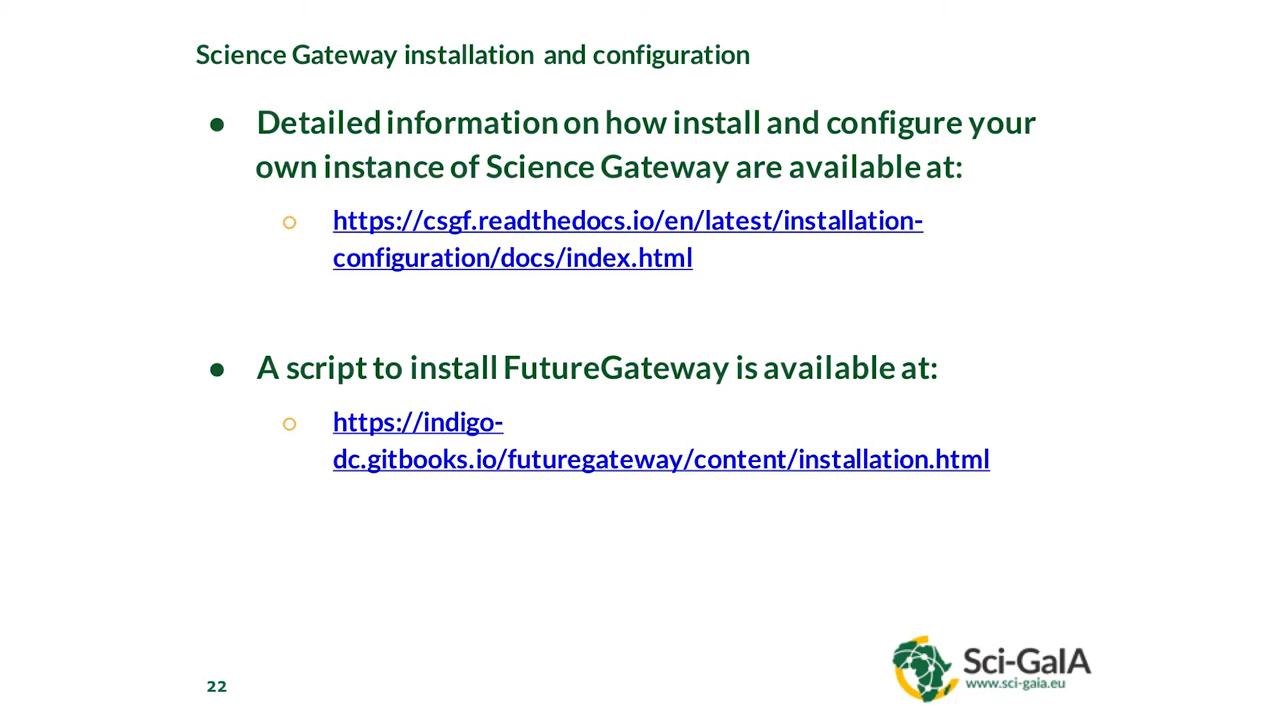 Science Gateway installation and configuration
● Detailed information on how install and configure your
own instance of Science Gateway are available at:
○ https://csgf.readthedocs.io/en/latest/installation-
configuration/docs/index.html
● A script to install FutureGateway is available at:
○ https://indigo-
dc.gitbooks.io/futuregateway/content/installation.html
Sci-GaIA
www.sci-gaia.eu
22